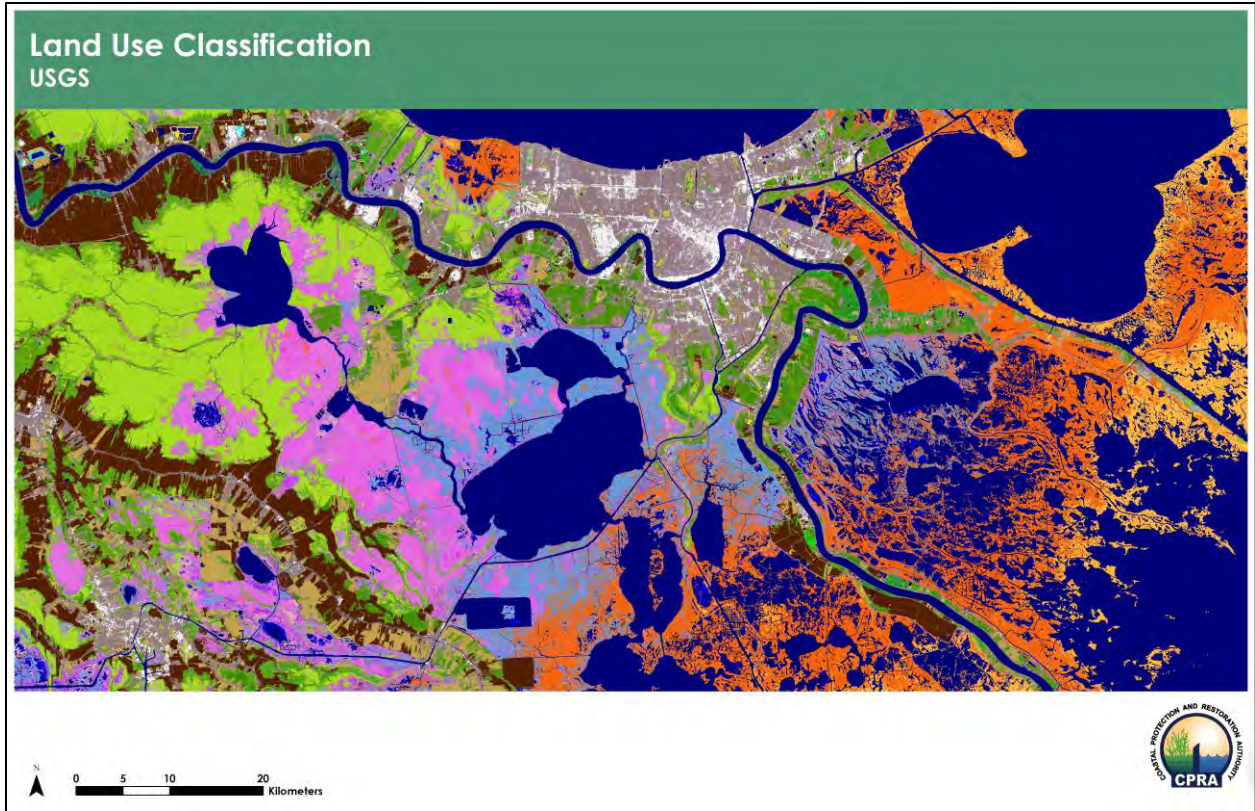 Land Use Classification
USGS
N
0 5 10 20
Kilometers
COASTAL PROTECTION AND RESTORATION AUTHORITY
CPRA